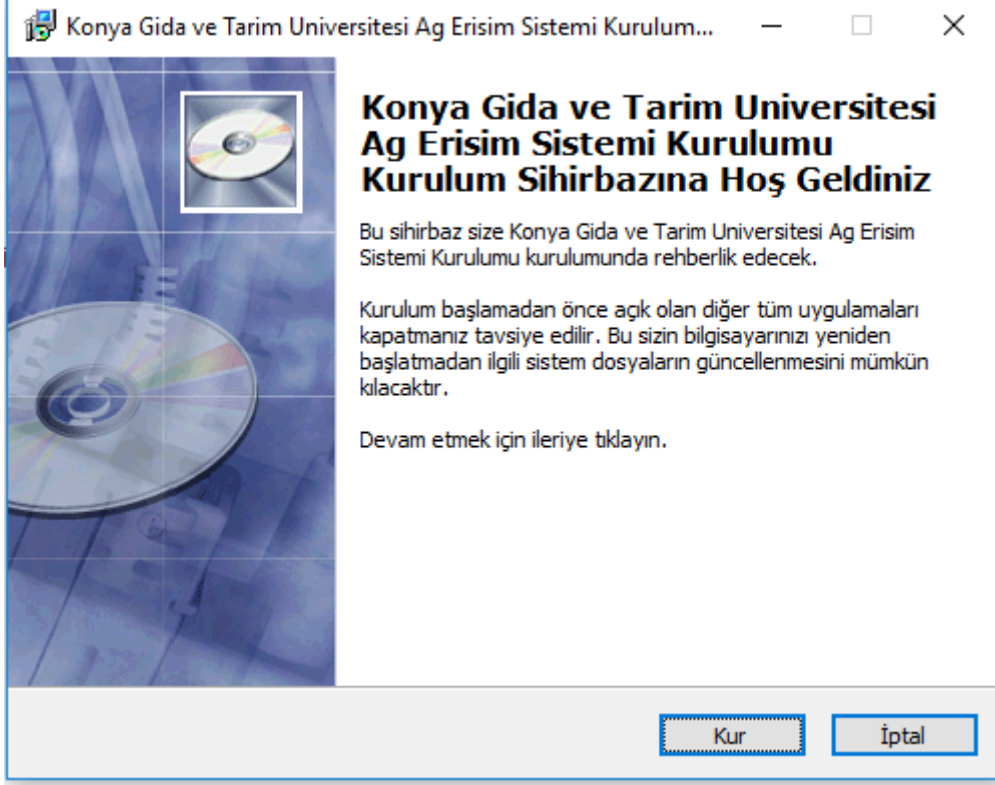 Konya Gida ve Tarim Universitesi Ag Erisim Sistemi Kurulum...
Konya Gida ve Tarim Universitesi
Ag Erisim Sistemi Kurulumu
Kurulum Sihirbazına Hoş Geldiniz
Bu sihirbaz size Konya Gida ve Tarim Universitesi Ag Erisim
Sistemi Kurulumu kurulumunda rehberlik edecek.
Kurulum başlamadan önce açık olan diğer tüm uygulamaları
kapatmanız tavsiye edilir. Bu sizin bilgisayarınızı yeniden
başlatmadan ilgili sistem dosyaların güncellenmesini mümkün
kılacaktır.
Devam etmek için ileriye tıklayın.
Kur
İptal